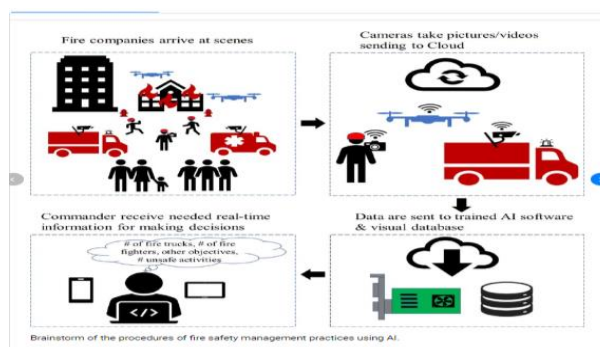 Fire companies arrive at scenes
Cameras take pictures/videos
sending to Cloud
Commander receive needed real-time
information for making decisions
# of fire trucks, # of fire
fighters, other objectives,
# unsafe activities
</>
Data are sent to trained AI software
& visual database
Brainstorm of the procedures of fire safety management practices using AI.